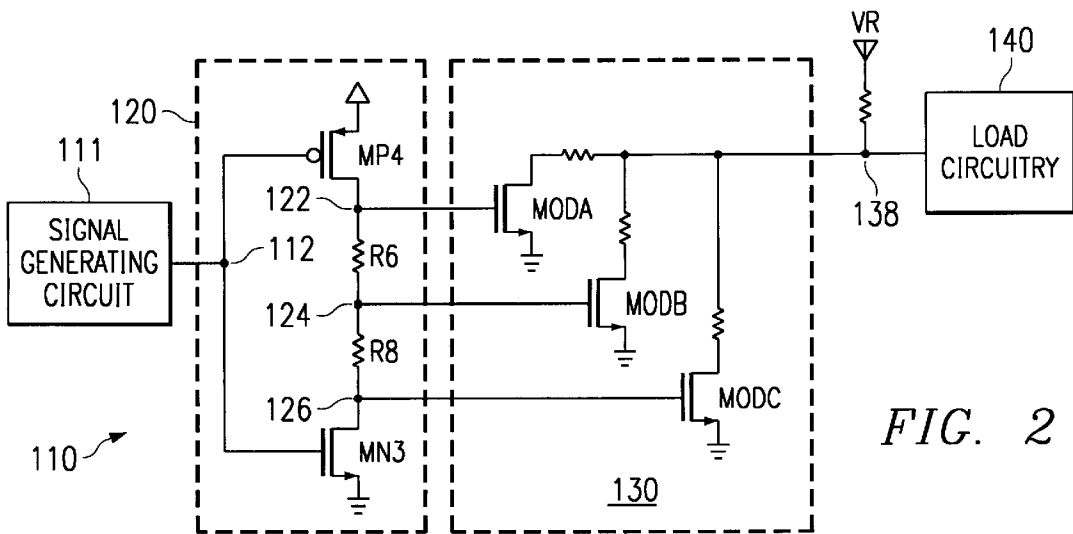 VR
140
120
LOAD
CIRCUITRY
MP4
111
122
MODA
138
SIGNAL
GENERATING
CIRCUIT
112
R6
124
MODB
R8
126
MODC
110
MN3
130
FIG. 2